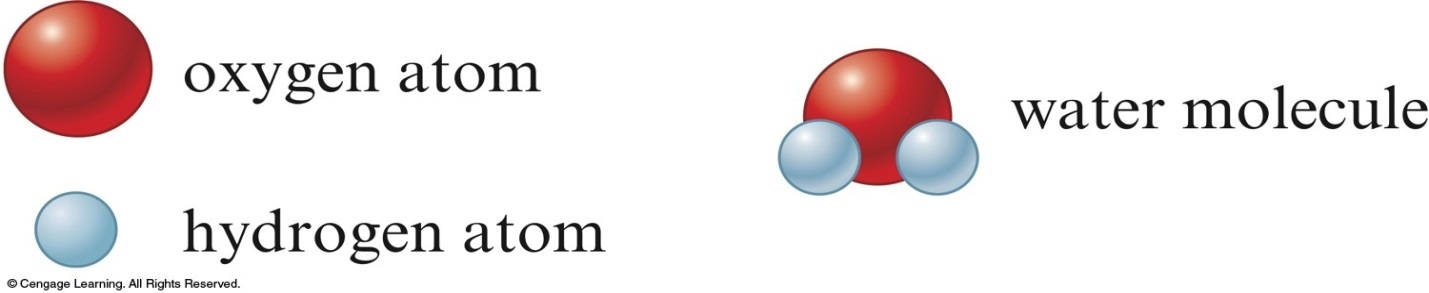 oxygen atom
water molecule
hydrogen atom
© Cengage Learning. All Rights Reserved.